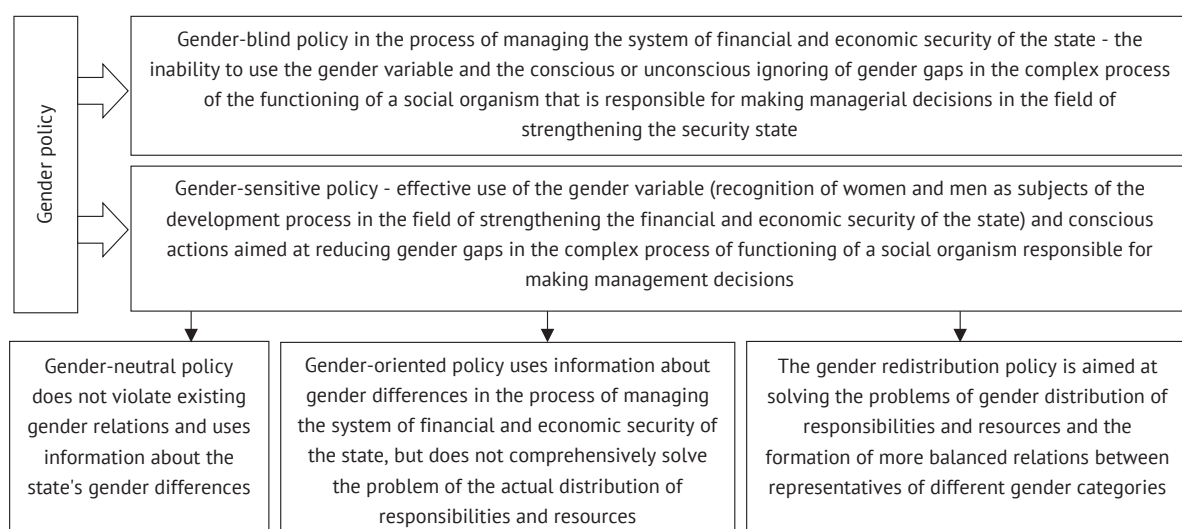 Gender policy
Gender-blind policy in the process of managing the system of financial and economic security of the state - the
inability to use the gender variable and the conscious or unconscious ignoring of gender gaps in the complex process
of the functioning of a social organism that is responsible for making managerial decisions in the field of
strengthening the security state
Gender-sensitive policy - effective use of the gender variable (recognition of women and men as subjects of the
development process in the field of strengthening the financial and economic security of the state) and conscious
actions aimed at reducing gender gaps in the complex process of functioning of a social organism responsible for
making management decisions
Gender-neutral policy
does not violate existing
gender relations and uses
information about the
state's gender differences
Gender-oriented policy uses information about
gender differences in the process of managing
the system of financial and economic security of
the state, but does not comprehensively solve
the problem of the actual distribution of
responsibilities and resources
The gender redistribution policy is aimed at
solving the problems of gender distribution of
responsibilities and resources and the
formation of more balanced relations between
representatives of different gender categories